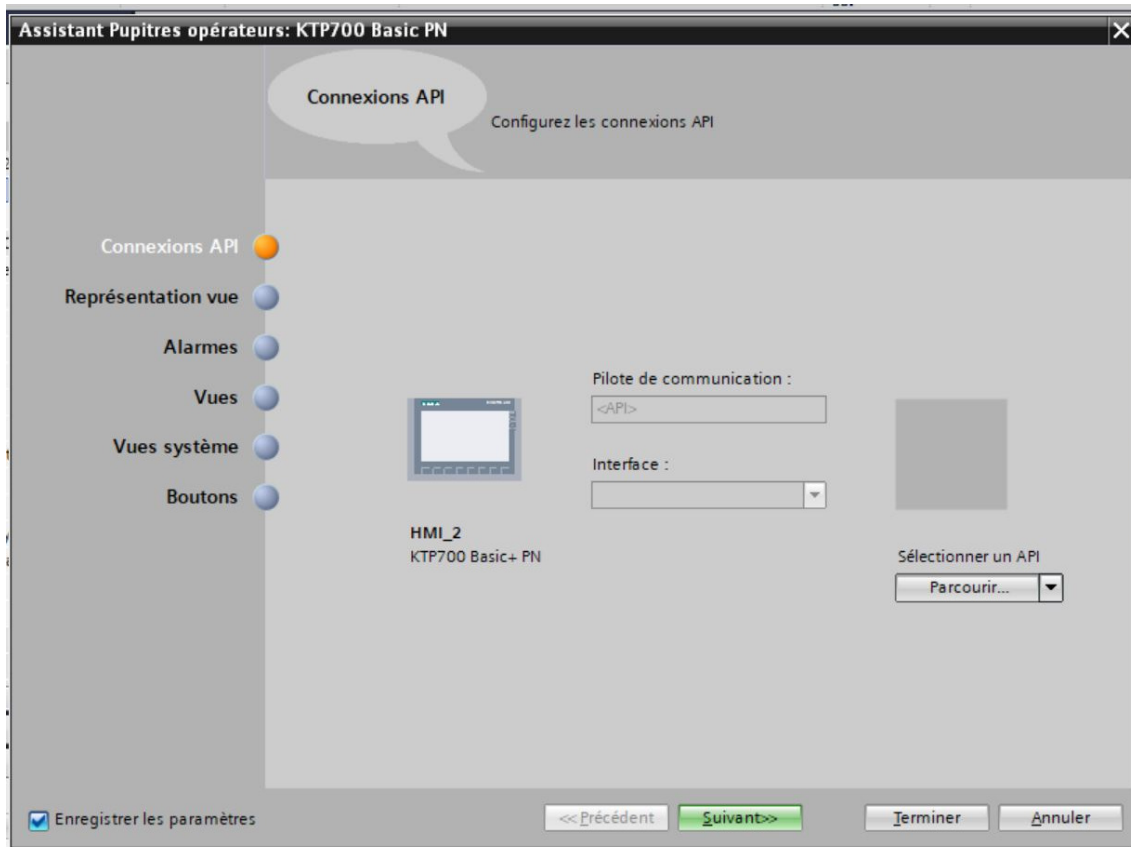 Assistant Pupitres opérateurs: KTP700 Basic PN
Connexions API
Configurez les connexions API
Connexions API
Représentation vue
Alarmes
Vues
Vues système
Boutons
Pilote de communication :
<API>
Interface :
HMI_2
KTP700 Basic+ PN
Sélectionner un API
Parcourir...
Enregistrer les paramètres
<<Précédent
Suivant>>
Terminer
Annuler